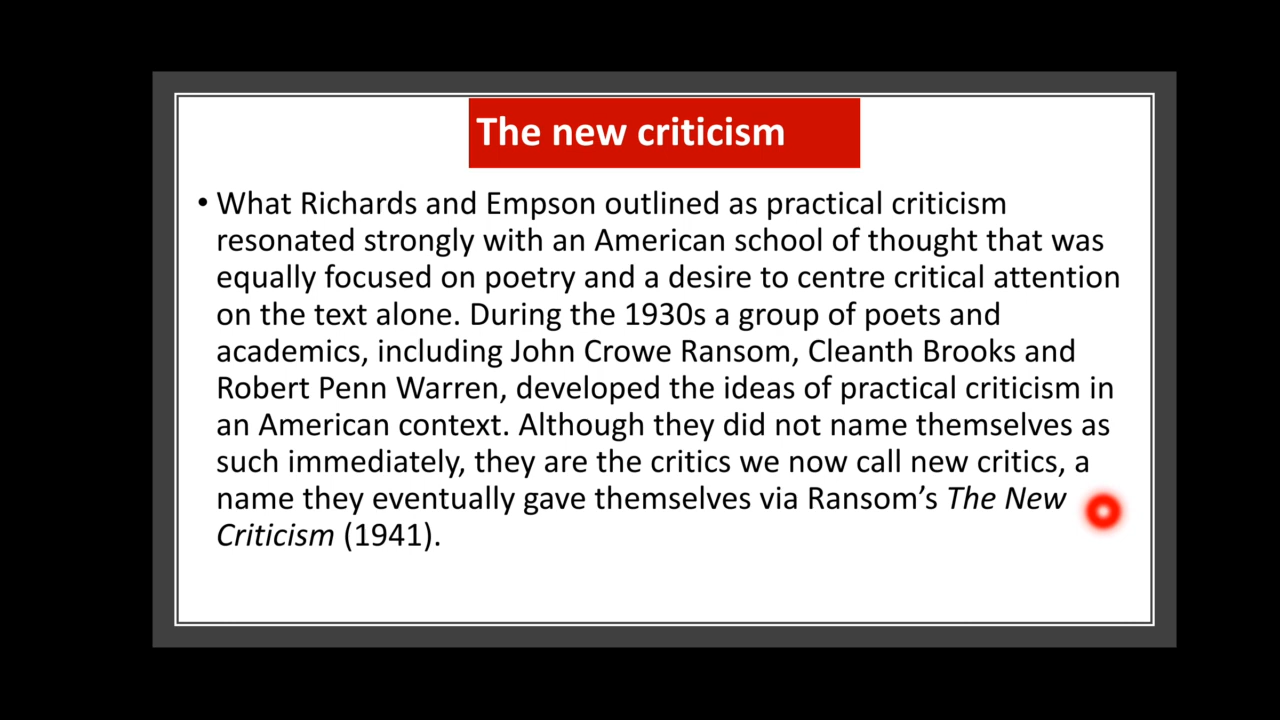 The new criticism
• What Richards and Empson outlined as practical criticism
resonated strongly with an American school of thought that was
equally focused on poetry and a desire to centre critical attention
on the text alone. During the 1930s a group of poets and
academics, including John Crowe Ransom, Cleanth Brooks and
Robert Penn Warren, developed the ideas of practical criticism in
an American context. Although they did not name themselves as
such immediately, they are the critics we now call new critics, a
name they eventually gave themselves via Ransom’s The New
Criticism (1941).